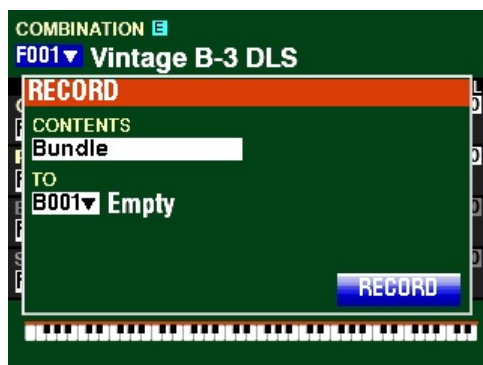 COMBINATION E
F001▼ Vintage B-3 DLS
RECORD
CONTENTS
Bundle
TO
B001▼ Empty
RECORD